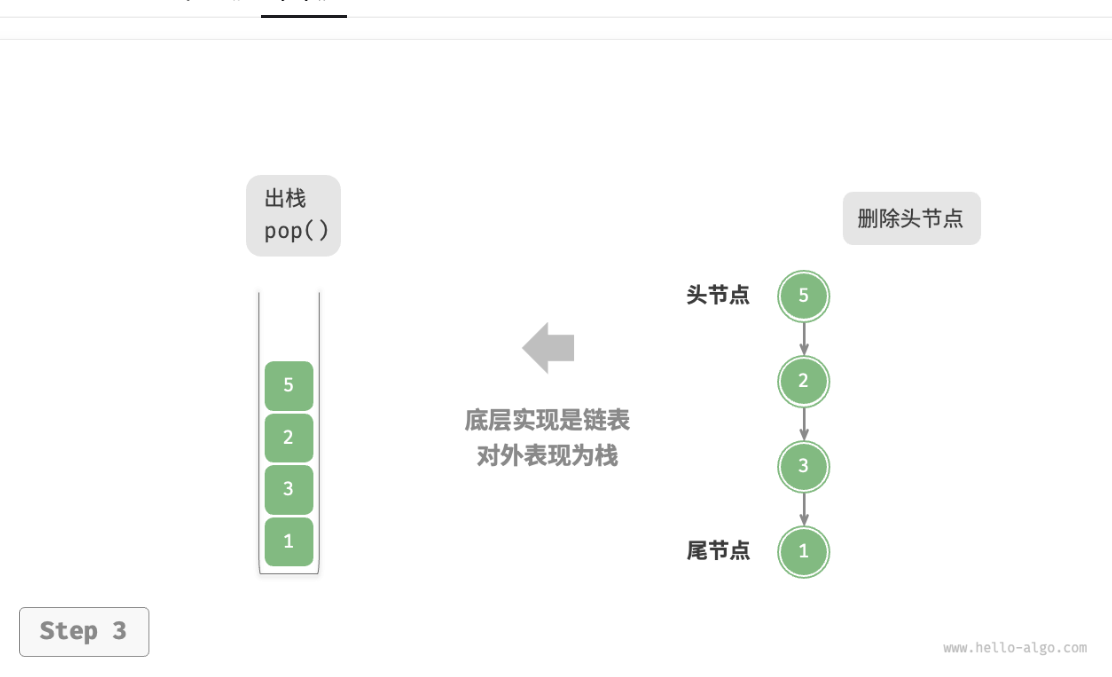 出栈
pop()
删除头节点
头节点
5
2
3
尾节点
1
5
2
3
1
底层实现是链表
对外表现为栈
Step 3
www.hello-algo.com